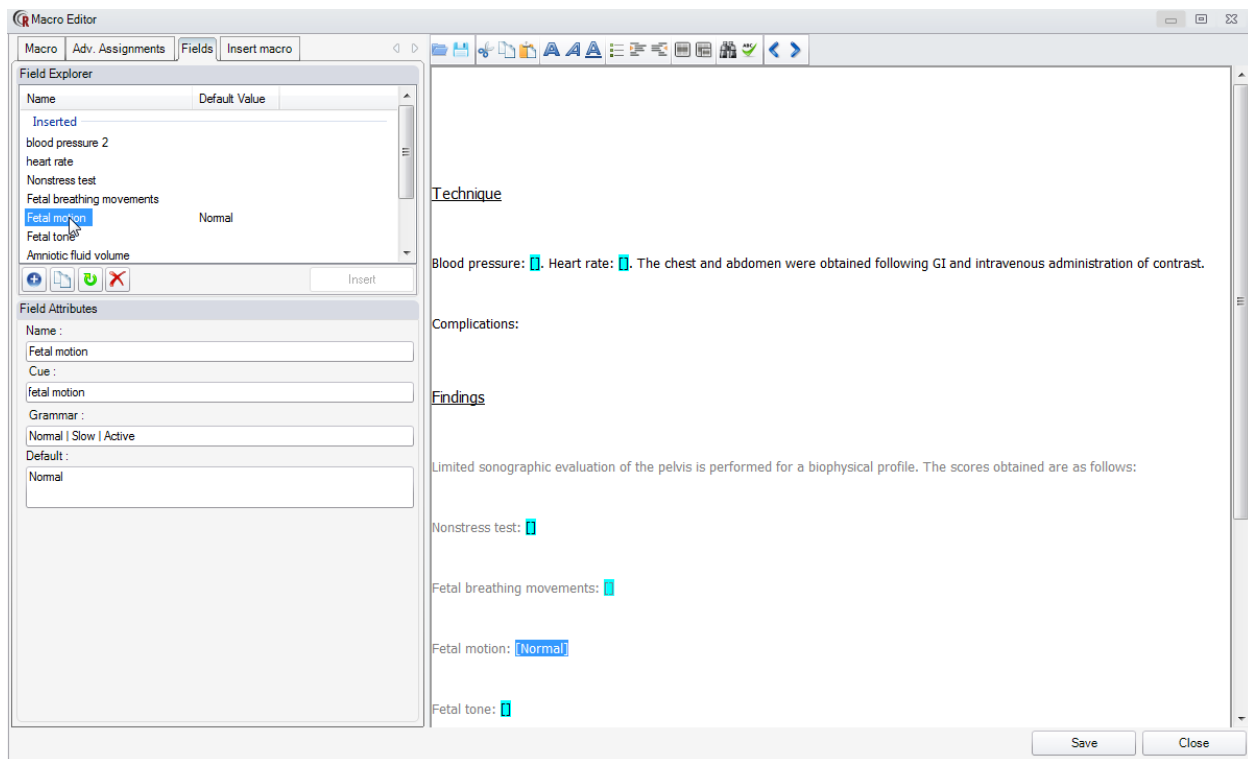 Macro Editor
Macro Adv. Assignments Fields Insert macro
Field Explorer
Name Default Value
Inserted
blood pressure 2
heart rate
Nonstress test
Fetal breathing movements
Fetal motion Normal
Fetal tone
Amniotic fluid volume
Insert
Field Attributes
Name :
Fetal motion
Cue :
fetal motion
Grammar :
Normal | Slow | Active
Default :
Normal
Technique
Blood pressure: []. Heart rate: []. The chest and abdomen were obtained following GI and intravenous administration of contrast.
Complications:
Findings
Limited sonographic evaluation of the pelvis is performed for a biophysical profile. The scores obtained are as follows:
Nonstress test: []
Fetal breathing movements: []
Fetal motion: [Normal]
Fetal tone: []
Save Close